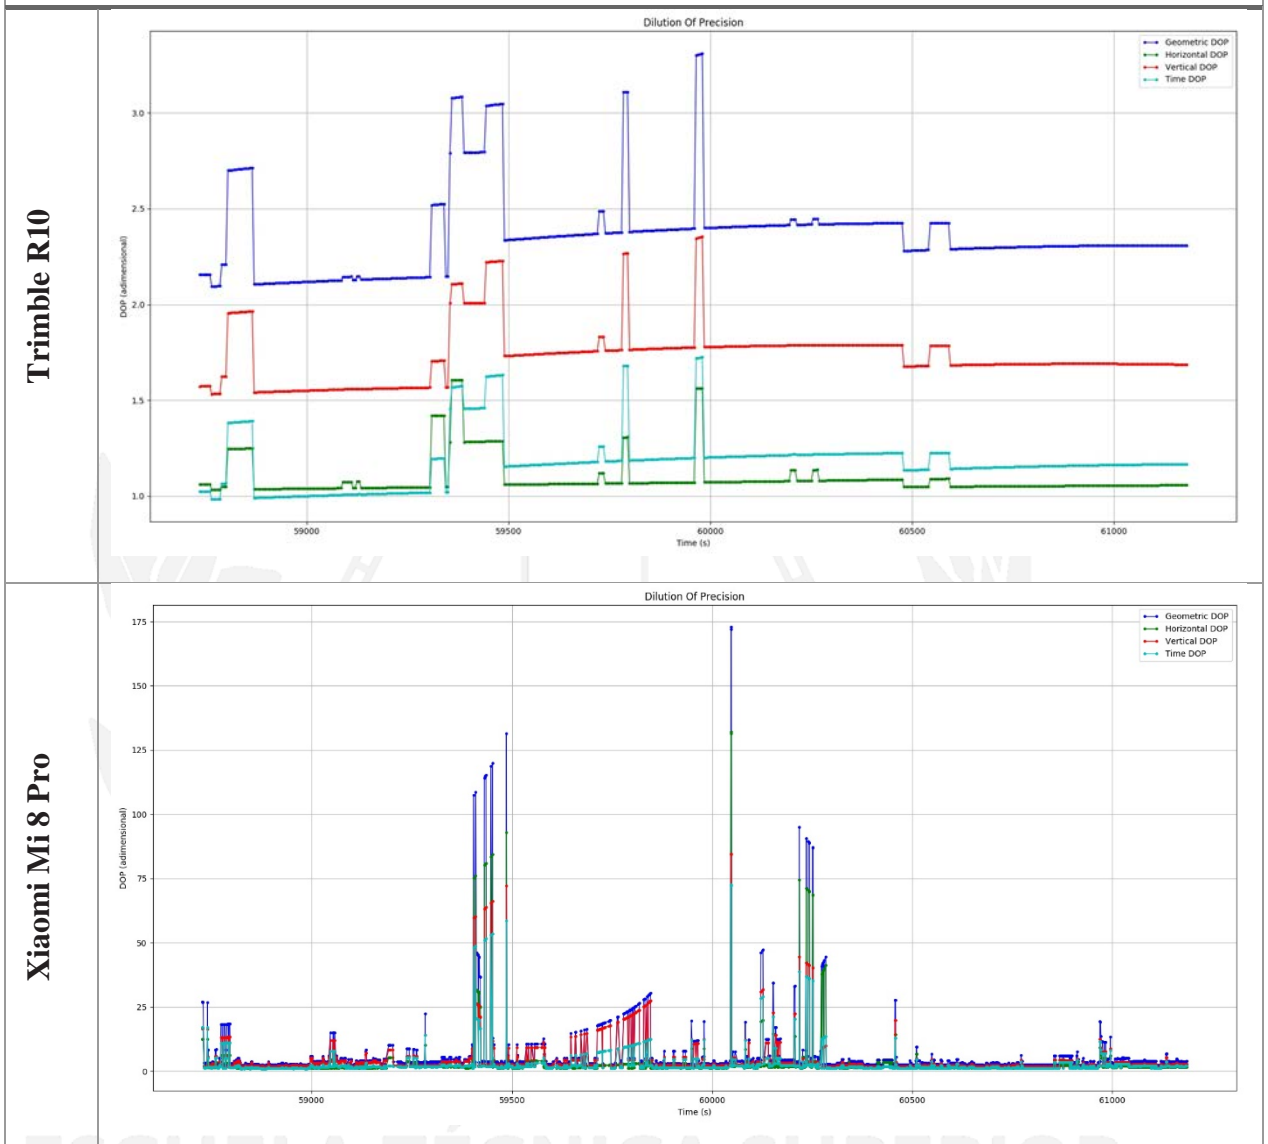 Trimble R10
Dilution Of Precision
Geometric DOP
Horizontal DOP
Vertical DOP
Time DOP
DOP (adimensional)
3.0
2.5
2.0
1.5
1.0
59000 59500 60000 60500 61000
Time (s)
Xiaomi Mi 8 Pro
Dilution Of Precision
Geometric DOP
Horizontal DOP
Vertical DOP
Time DOP
DOP (adimensional)
175
150
125
100
75
50
25
0
59000 59500 60000 60500 61000
Time (s)
ESCUELA TÉCNICA SUPERIOR